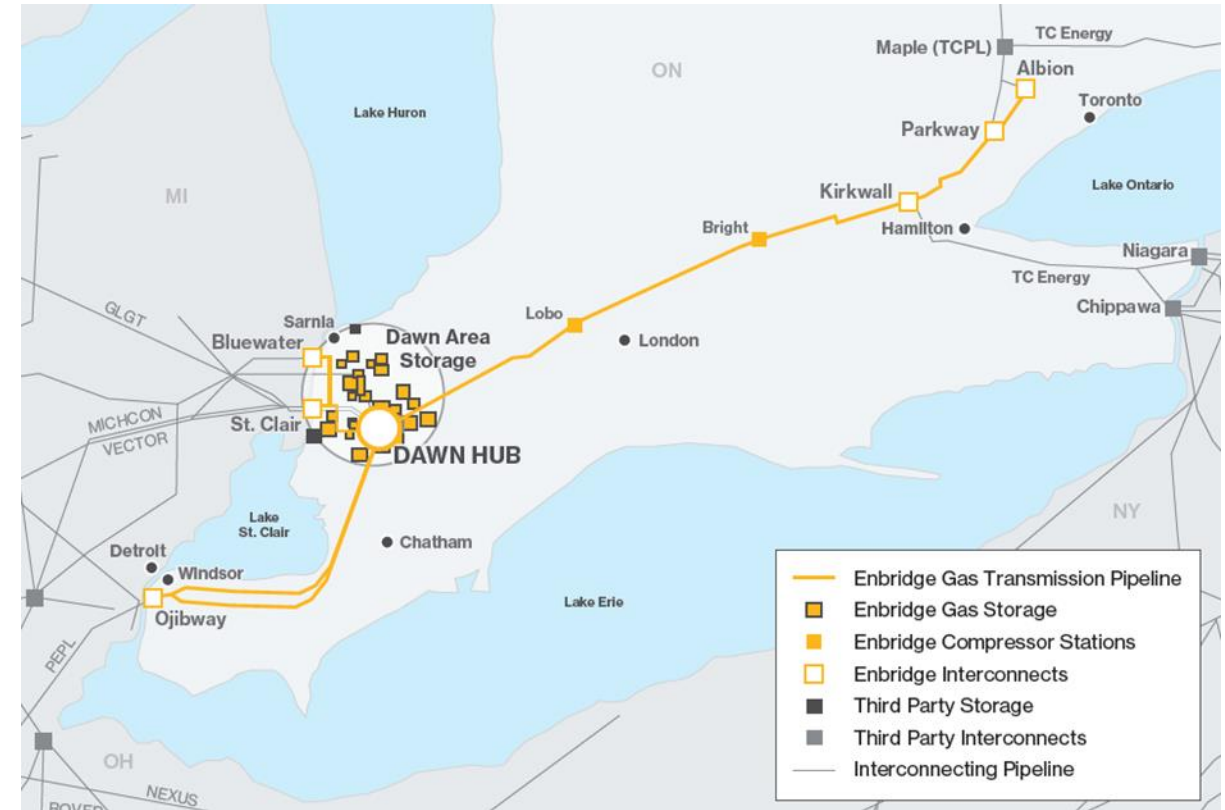 TC Energy
Maple (TCPL)
ON
Albion
Lake Huron
Toronto
Parkway
MI
Kirkwall
Lake Ontario
Bright
Hamilton
Niagara
TC Energy
GLGT
Lobo
Chippawa
Sarnia
Dawn Area
Storage
Bluewater
London
MICHCON
St. Clair
VECTOR
DAWN HUB
Lake
St. Clair
NY
Chatham
Detroit
Windsor
Enbridge Gas Transmission Pipeline
Lake Erie
Enbridge Gas Storage
Ojibway
Enbridge Compressor Stations
PEPL
Enbridge Interconnects
Third Party Storage
Third Party Interconnects
OH
Interconnecting Pipeline
NEXUS
ROVER